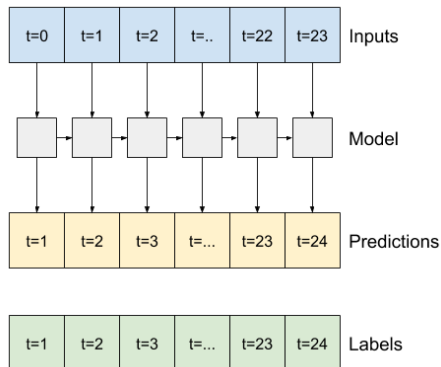 t=0 t=1 t=2 t=.. t=22 t=23 Inputs
Model
t=1 t=2 t=3 t=... t=23 t=24 Predictions
t=1 t=2 t=3 t=... t=23 t=24 Labels